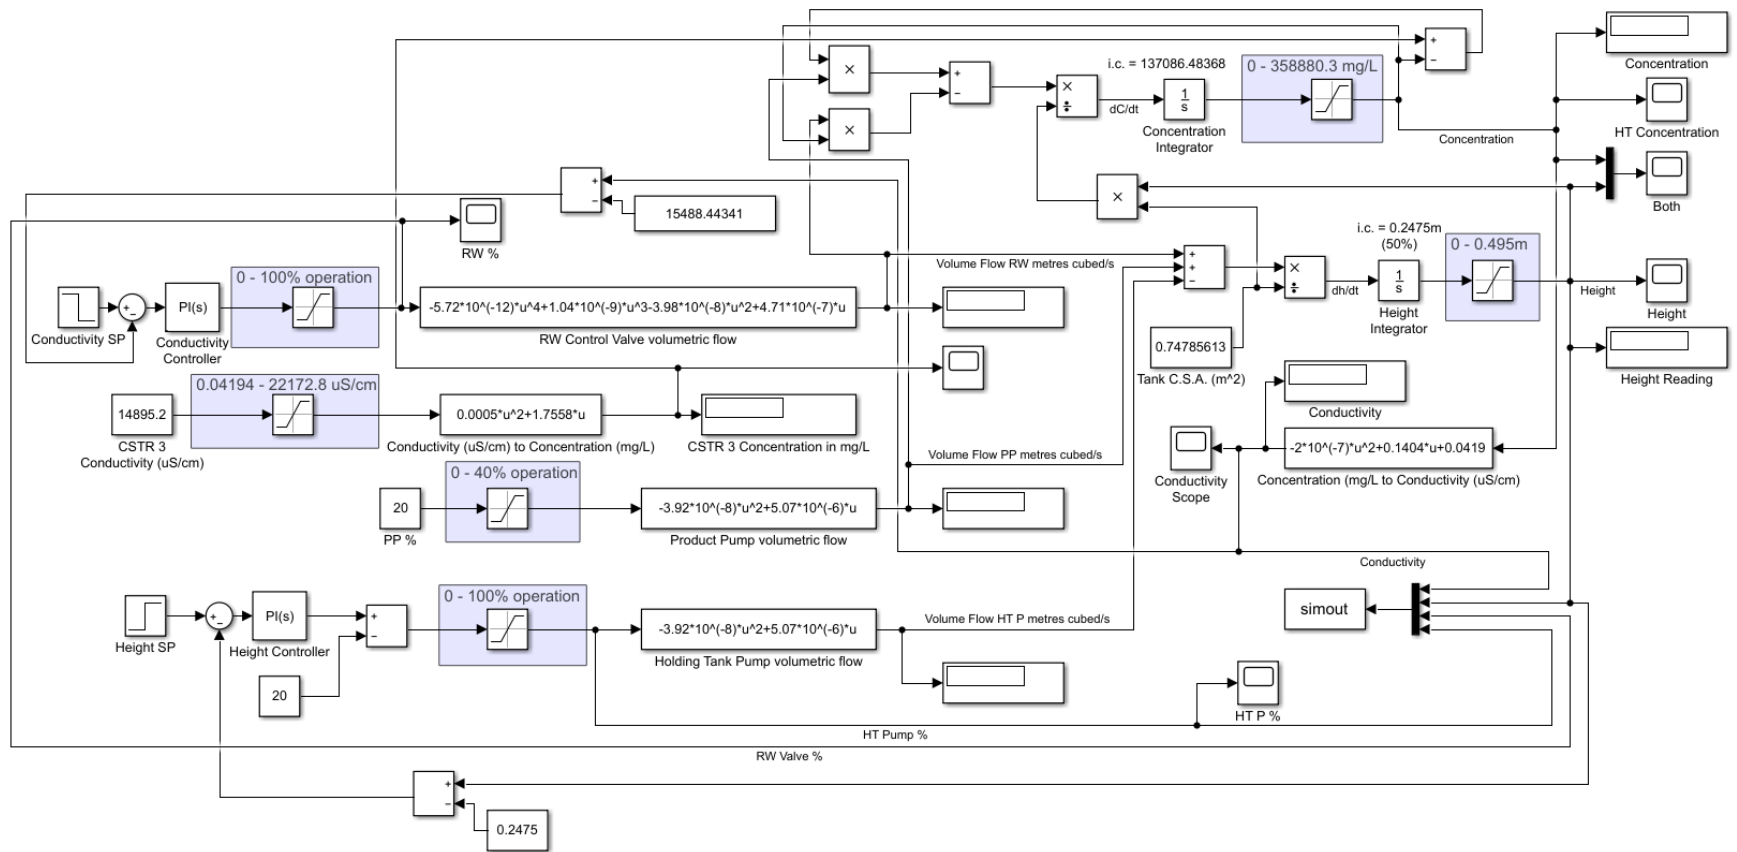 Concentration
i.c. = 137086.48368
0 - 358880.3 mg/L
+
−
×
+
−
×
÷
dC/dt
1
s
Concentration
Integrator
×
Concentration
HT Concentration
Both
+
−
15488.44341
×
RW %
i.c. = 0.2475m
(50%)
0 - 0.495m
Volume Flow RW metres cubed/s
+
+
−
×
÷
dh/dt
1
s
Height
Integrator
Height
Height
0 - 100% operation
Conductivity SP
+
−
PI(s)
Conductivity
Controller
-5.72*10^(-12)*u^4+1.04*10^(-9)*u^3-3.98*10^(-8)*u^2+4.71*10^(-7)*u
RW Control Valve volumetric flow
0.74785613
Tank C.S.A. (m^2)
Height Reading
0.04194 - 22172.8 uS/cm
14895.2
CSTR 3
Conductivity (uS/cm)
0.0005*u^2+1.7558*u
Conductivity (uS/cm) to Concentration (mg/L)
CSTR 3 Concentration in mg/L
Conductivity
Volume Flow PP metres cubed/s
Conductivity
Scope
-2*10^(-7)*u^2+0.1404*u+0.0419
Concentration (mg/L to Conductivity (uS/cm)
0 - 40% operation
20
PP %
-3.92*10^(-8)*u^2+5.07*10^(-6)*u
Product Pump volumetric flow
Conductivity
0 - 100% operation
Height SP
+
−
PI(s)
Height Controller
+
−
20
-3.92*10^(-8)*u^2+5.07*10^(-6)*u
Holding Tank Pump volumetric flow
Volume Flow HT P metres cubed/s
simout
HT P %
HT Pump %
RW Valve %
+
−
0.2475
×
+
−